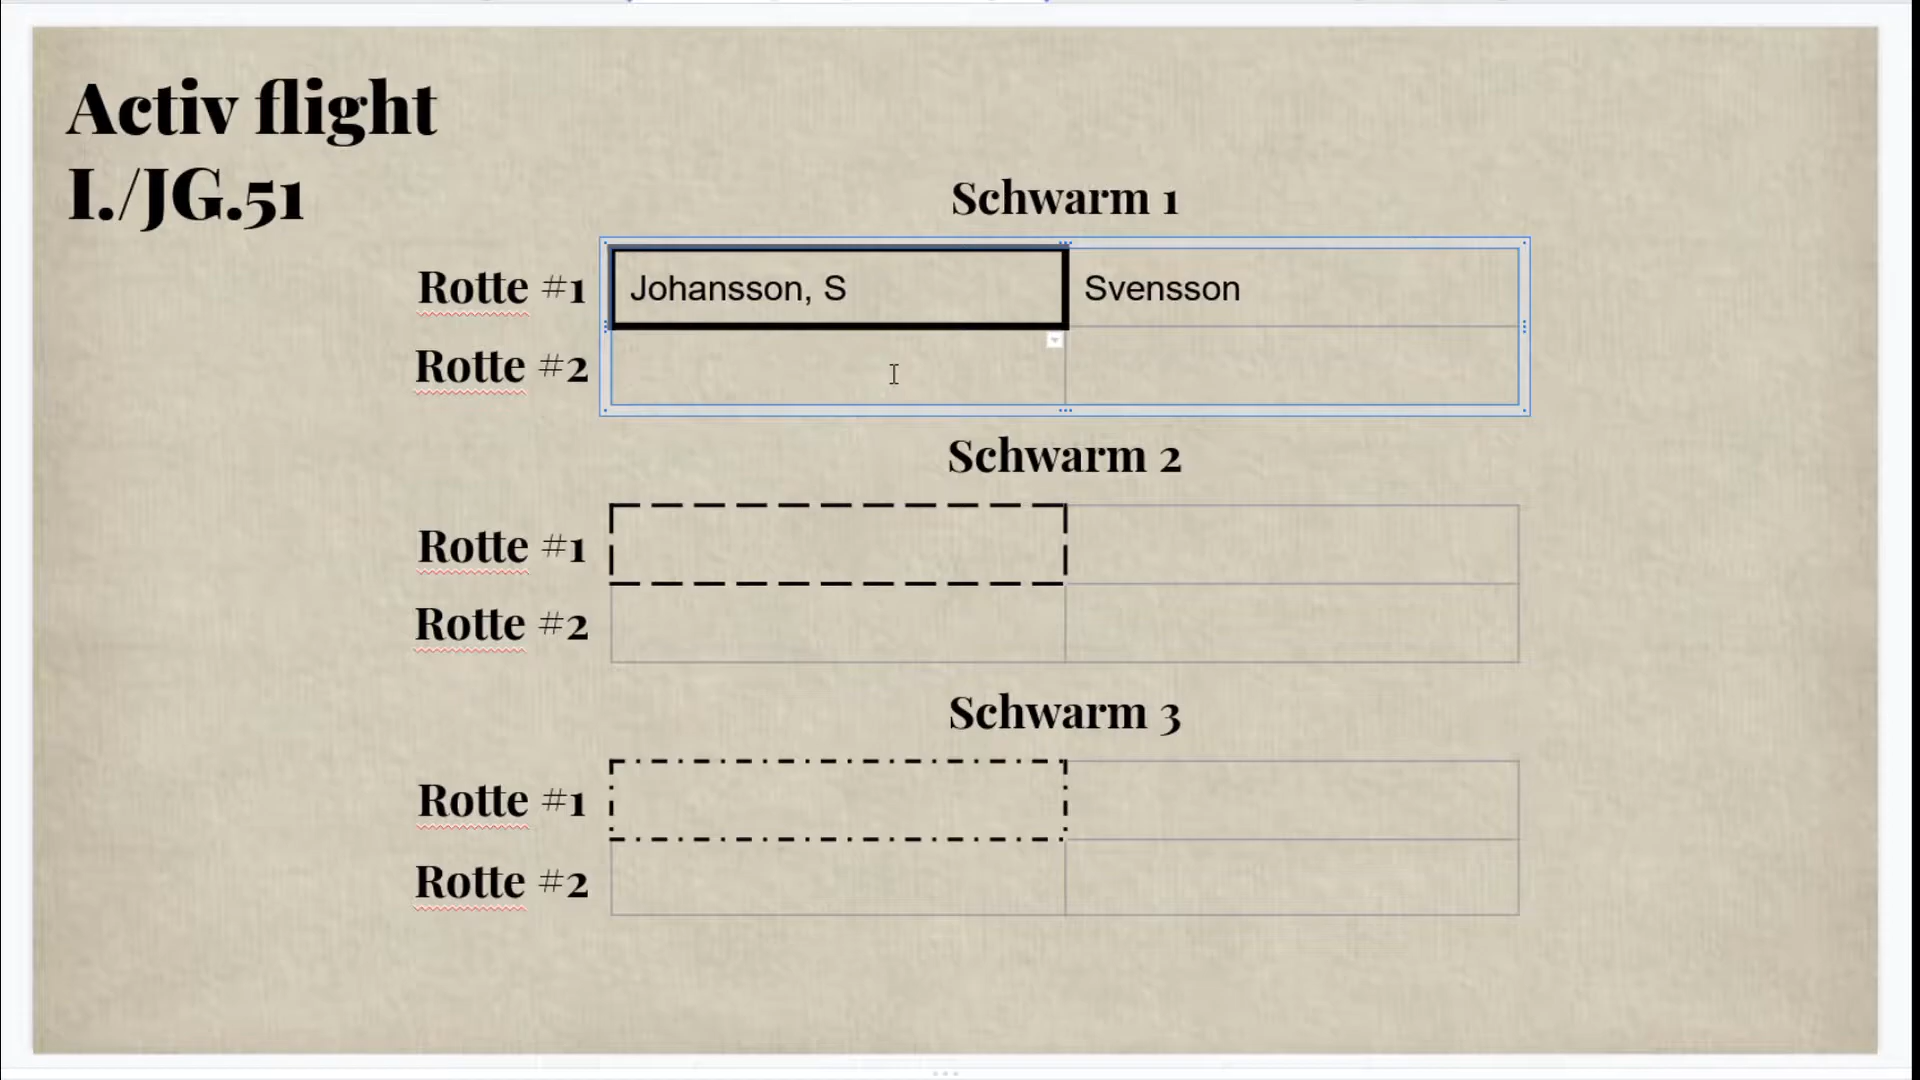 Activ flight
I./JG.51
Schwarm 1
Rotte #1 Johansson, S Svensson
Rotte #2
Schwarm 2
Rotte #1
Rotte #2
Schwarm 3
Rotte #1
Rotte #2